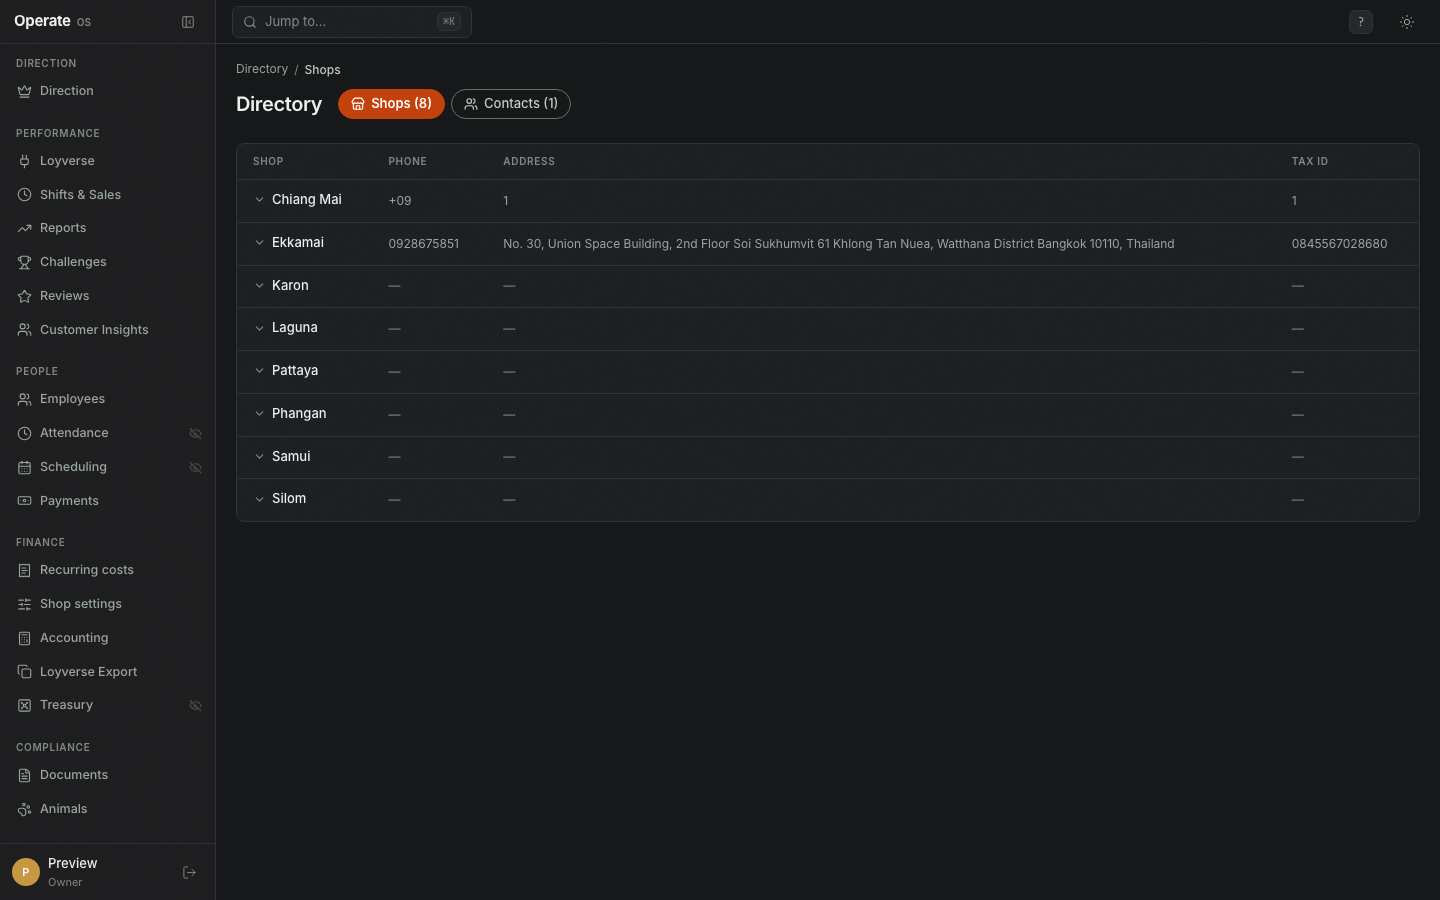 Operate OS
Jump to... ⌘K
?
DIRECTION
Direction
PERFORMANCE
Loyverse
Shifts & Sales
Reports
Challenges
Reviews
Customer Insights
PEOPLE
Employees
Attendance
Scheduling
Payments
FINANCE
Recurring costs
Shop settings
Accounting
Loyverse Export
Treasury
COMPLIANCE
Documents
Animals
P
Preview
Owner
Directory / Shops
Directory Shops (8) Contacts (1)
SHOP PHONE ADDRESS TAX ID
Chiang Mai +09 1 1
Ekkamai 0928675851 No. 30, Union Space Building, 2nd Floor Soi Sukhumvit 61 Khlong Tan Nuea, Watthana District Bangkok 10110, Thailand 0845567028680
Karon — — —
Laguna — — —
Pattaya — — —
Phangan — — —
Samui — — —
Silom — — —